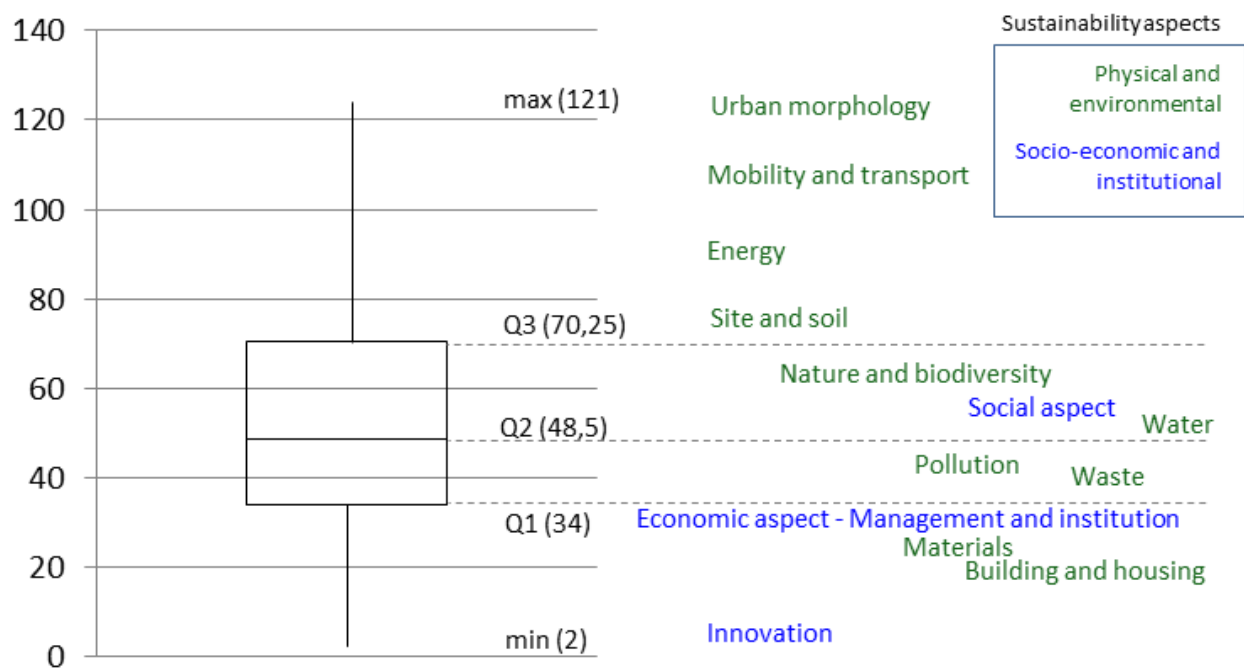 140
120
100
80
60
40
20
0
max (121)
Q3 (70,25)
Q2 (48,5)
Q1 (34)
min (2)
Urban morphology
Mobility and transport
Energy
Site and soil
Nature and biodiversity
Social aspect
Water
Pollution
Waste
Economic aspect - Management and institution
Materials
Building and housing
Innovation
Sustainability aspects
Physical and
environmental
Socio-economic and
institutional